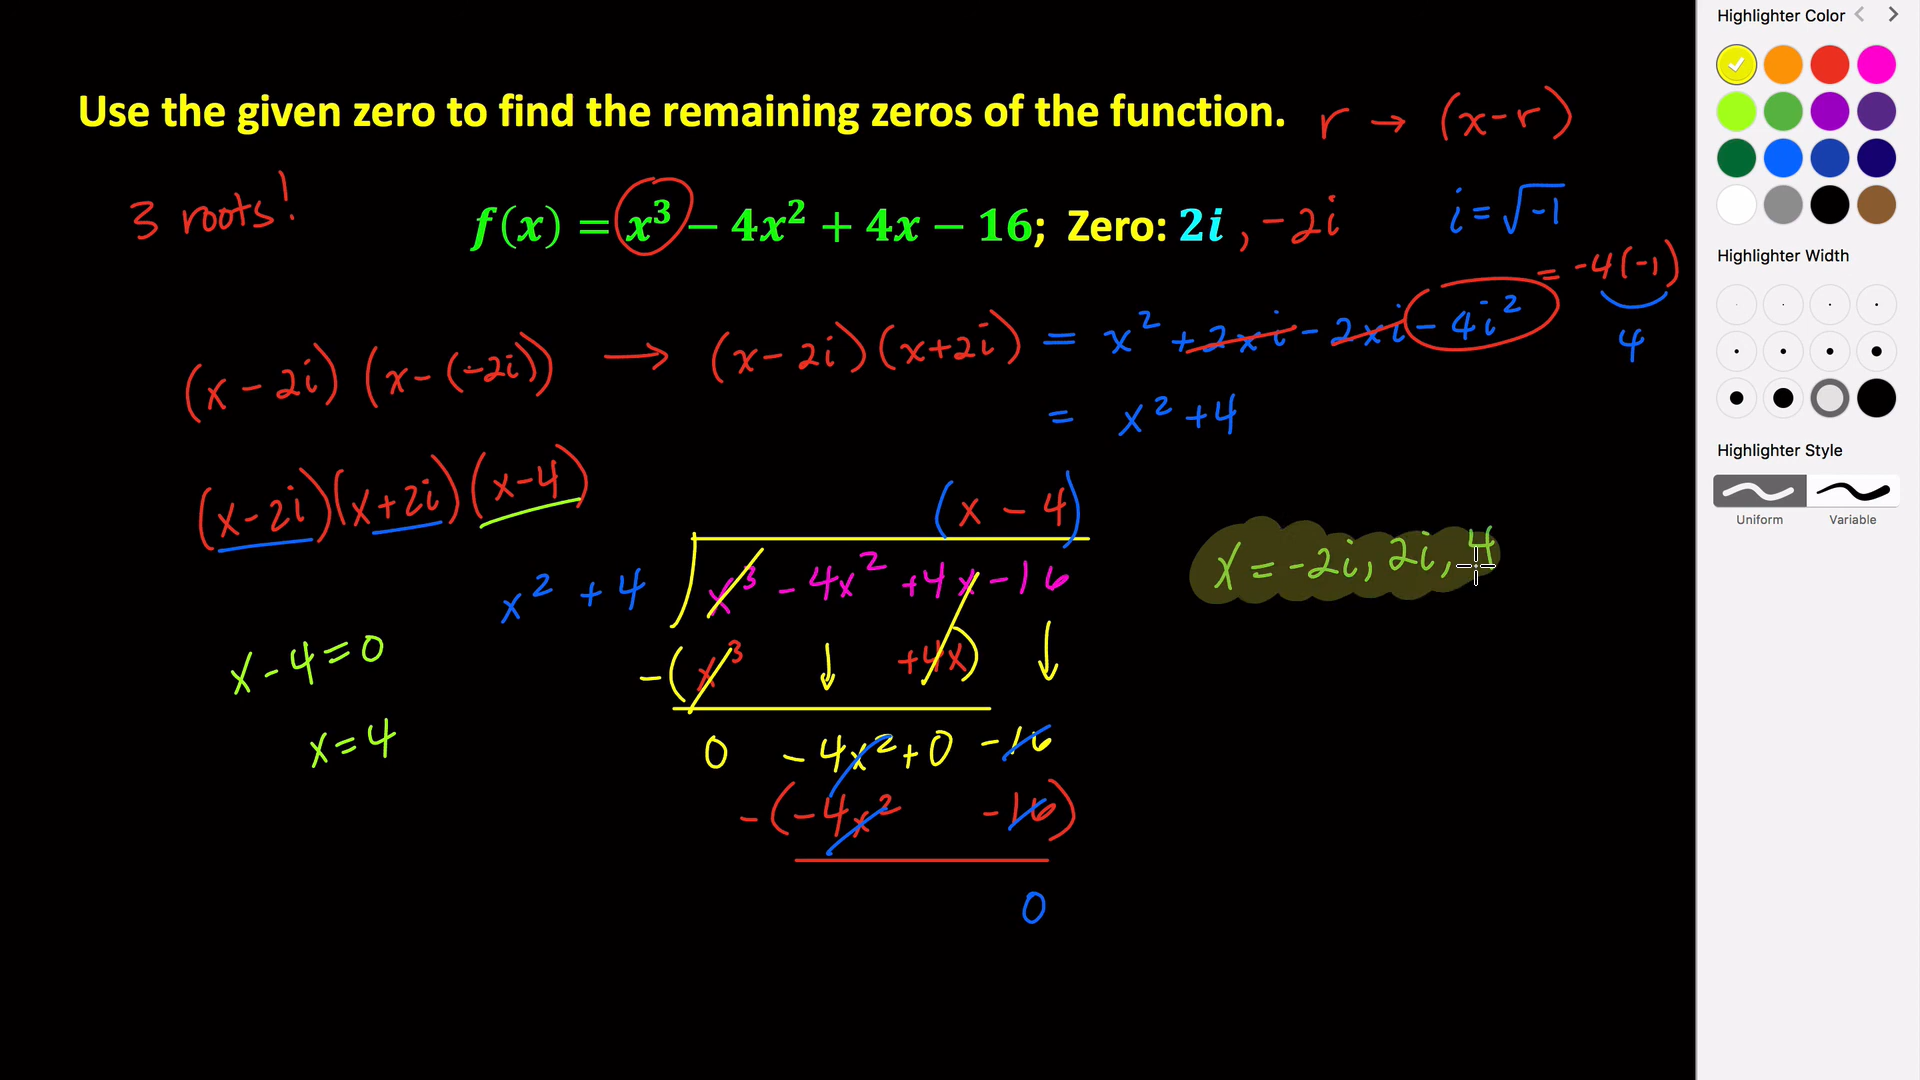 Use the given zero to find the remaining zeros of the function. r → (x-r)
3 roots!
f(x) = x³ − 4x² + 4x − 16; Zero: 2i , -2i
i = √-1
(x - 2i) (x-(-2i)) → (x-2i)(x+2i) = x² +2xi - 2xi - 4i² = -4(-1)
4
= x² +4
(x-2i)(x+2i)(x-4)
(x - 4)
x² + 4 x³ - 4x² +4x -16
-(x³ ↓ +4x) ↓
0 - 4x² + 0 -16
-(-4x² -16)
0
x-4=0
x=4
X = -2i, 2i, 4
Highlighter Color
Highlighter Width
Highlighter Style
Uniform Variable